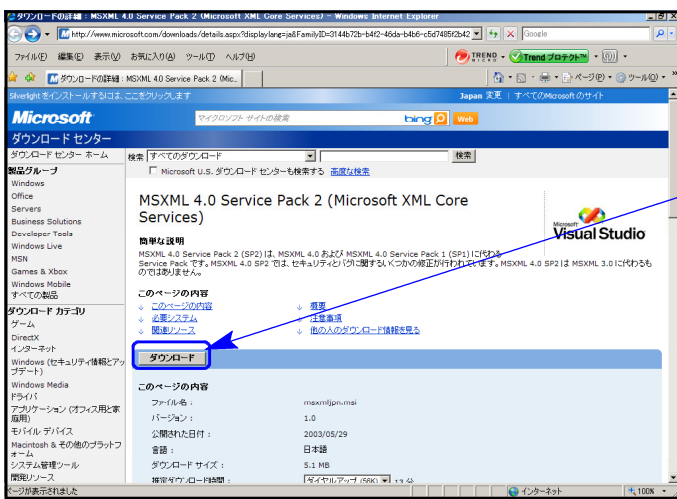 ダウンロードの詳細 : MSXML 4.0 Service Pack 2 (Microsoft XML Core Services) - Windows Internet Explorer
http://www.microsoft.com/downloads/details.aspx?displaylang=ja&FamilyID=3144b72b-b4f2-46da-b4b6-c5d7485f2b42
Google
ファイル(F) 編集(E) 表示(V) お気に入り(A) ツール(T) ヘルプ(H)
TREND MICRO Trend プロテクト™
ダウンロードの詳細 : MSXML 4.0 Service Pack 2 (Mic...
ページ(P) ツール(O)
Silverlight をインストールするには、ここをクリックします
Japan 変更 | すべてのMicrosoft のサイト
Microsoft
マイクロソフト サイトの検索
bing Web
ダウンロード センター
ダウンロード センター ホーム
検索 すべてのダウンロード 検索
Microsoft U.S. ダウンロード センターも検索する 高度な検索
製品グループ
Windows
Office
Servers
Business Solutions
Developer Tools
Windows Live
MSN
Games & Xbox
Windows Mobile
すべての製品
ダウンロード カテゴリ
ゲーム
DirectX
インターネット
Windows (セキュリティ情報とアップデート)
Windows Media
ドライバ
アプリケーション (オフィス用と家庭用)
モバイル デバイス
Macintosh & その他のプラットフォーム
システム管理ツール
開発リソース
MSXML 4.0 Service Pack 2 (Microsoft XML Core
Services)
Microsoft
Visual Studio
簡単な説明
MSXML 4.0 Service Pack 2 (SP2) は、MSXML 4.0 および MSXML 4.0 Service Pack 1 (SP1) に代わる
Service Pack です。MSXML 4.0 SP2 では、セキュリティとバグに関するいくつかの修正が行われています。MSXML 4.0 SP2 は MSXML 3.0 に代わるも
のではありません。
このページの内容
このページの内容 概要
必要システム 注意事項
関連リソース 他の人のダウンロード情報を見る
ダウンロード
このページの内容
ファイル名 : msxmljpn.msi
バージョン : 1.0
公開された日付 : 2003/05/29
言語 : 日本語
ダウンロード サイズ : 5.1 MB
推定ダウンロード時間 : ダイヤルアップ (56K) 13 分
ページが表示されました
インターネット
100%